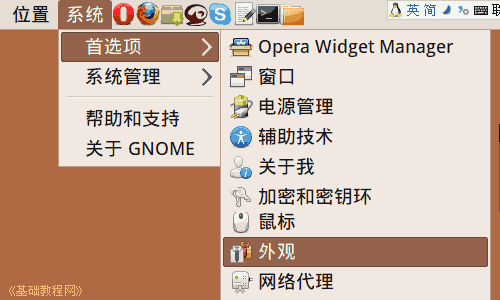 位置 系统 英 简 联
首选项
系统管理
帮助和支持
关于 GNOME
Opera Widget Manager
窗口
电源管理
辅助技术
关于我
加密和密钥环
鼠标
外观
网络代理
《基础教程网》